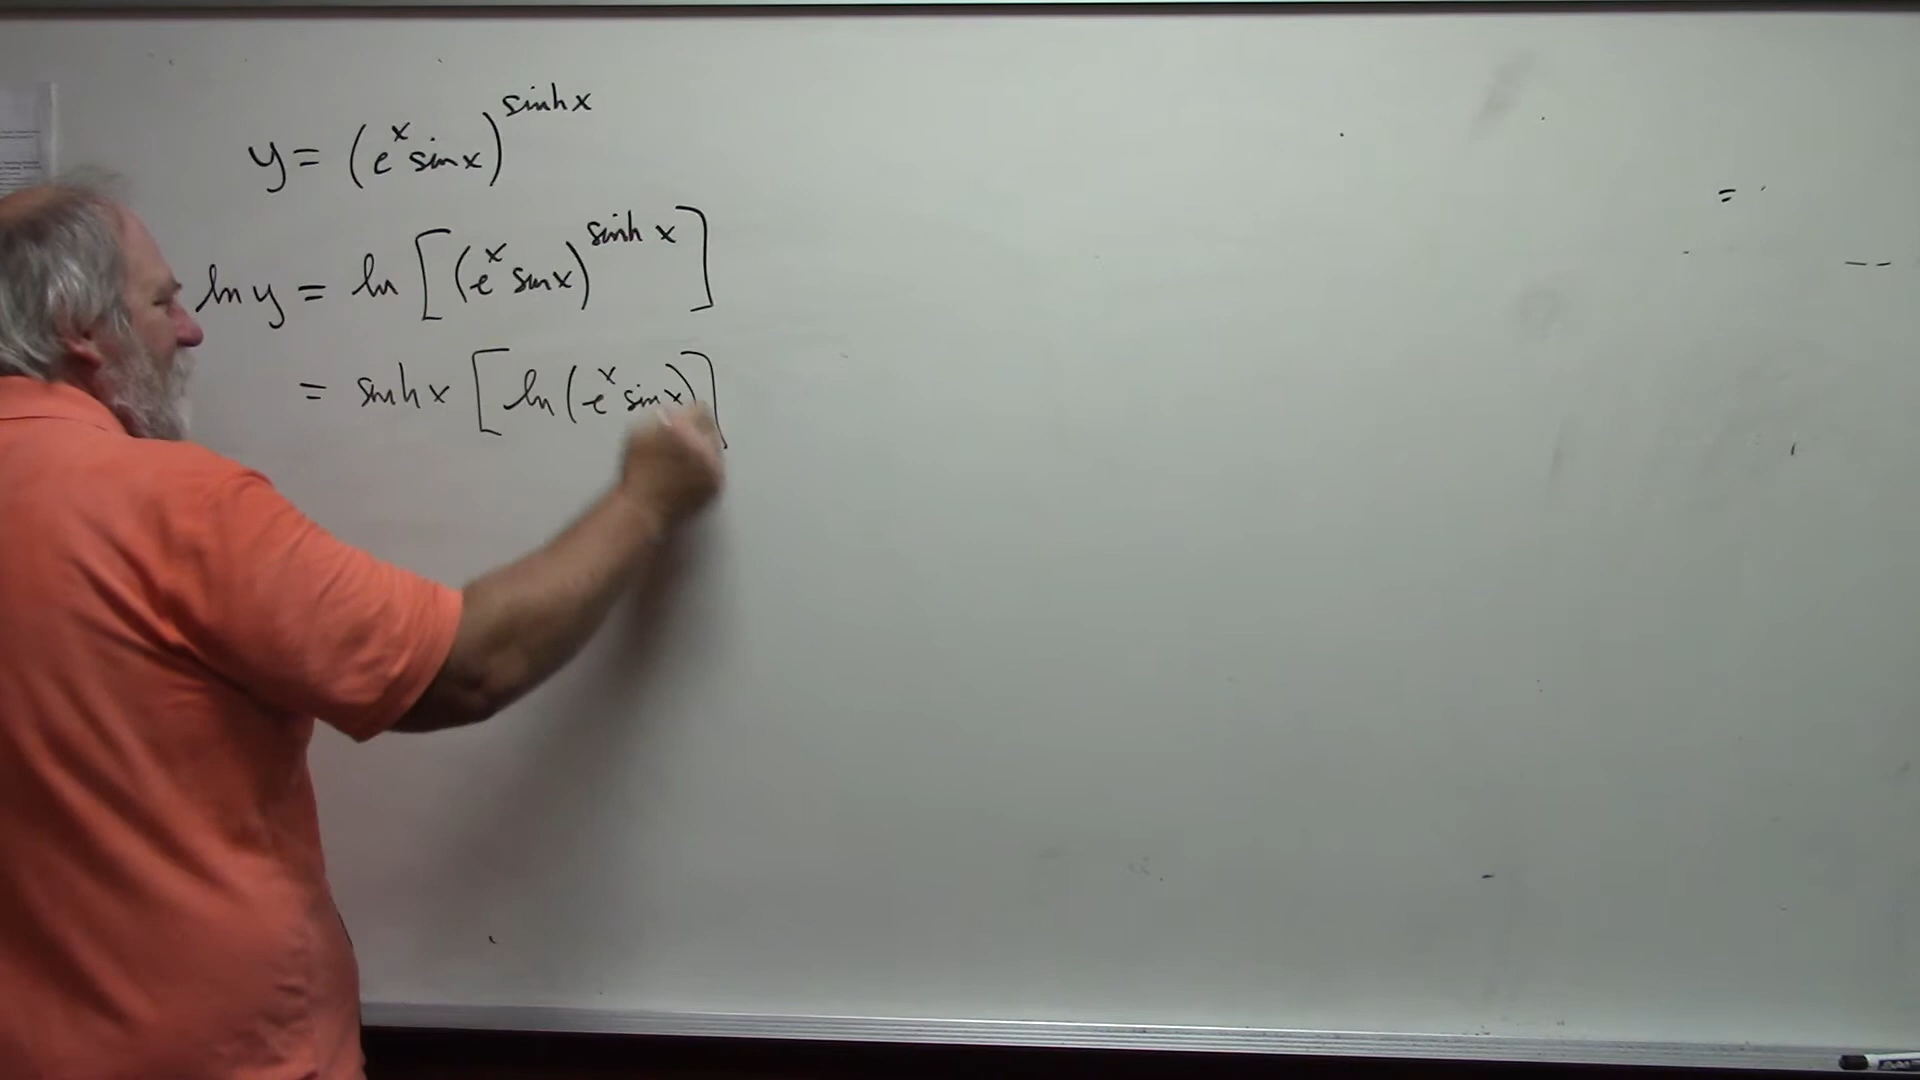 y = (e^x sin x)^sinh x
ln y = ln [(e^x sin x)^sinh x]
= sinh x [ln (e^x sin x)]
=